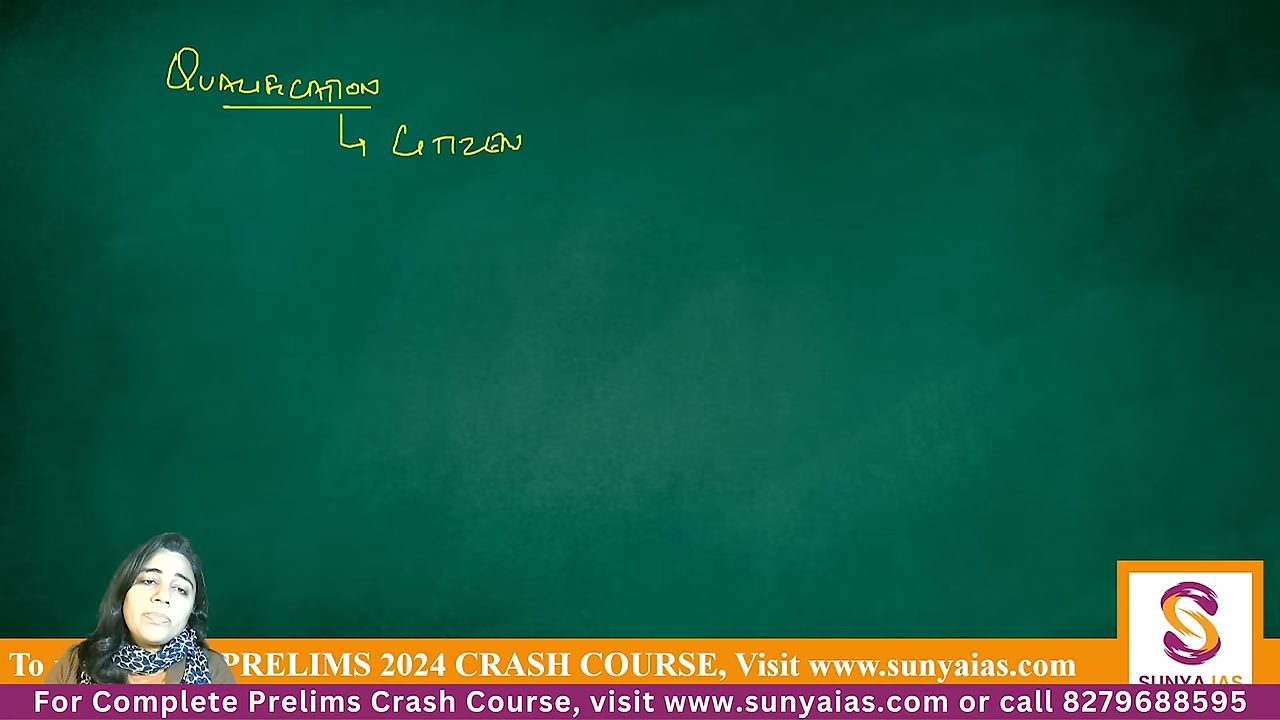 QUALIFICATION
↳ CITIZEN
To PRELIMS 2024 CRASH COURSE, Visit www.sunyaias.com
SUNYA IAS
For Complete Prelims Crash Course, visit www.sunyaias.com or call 8279688595